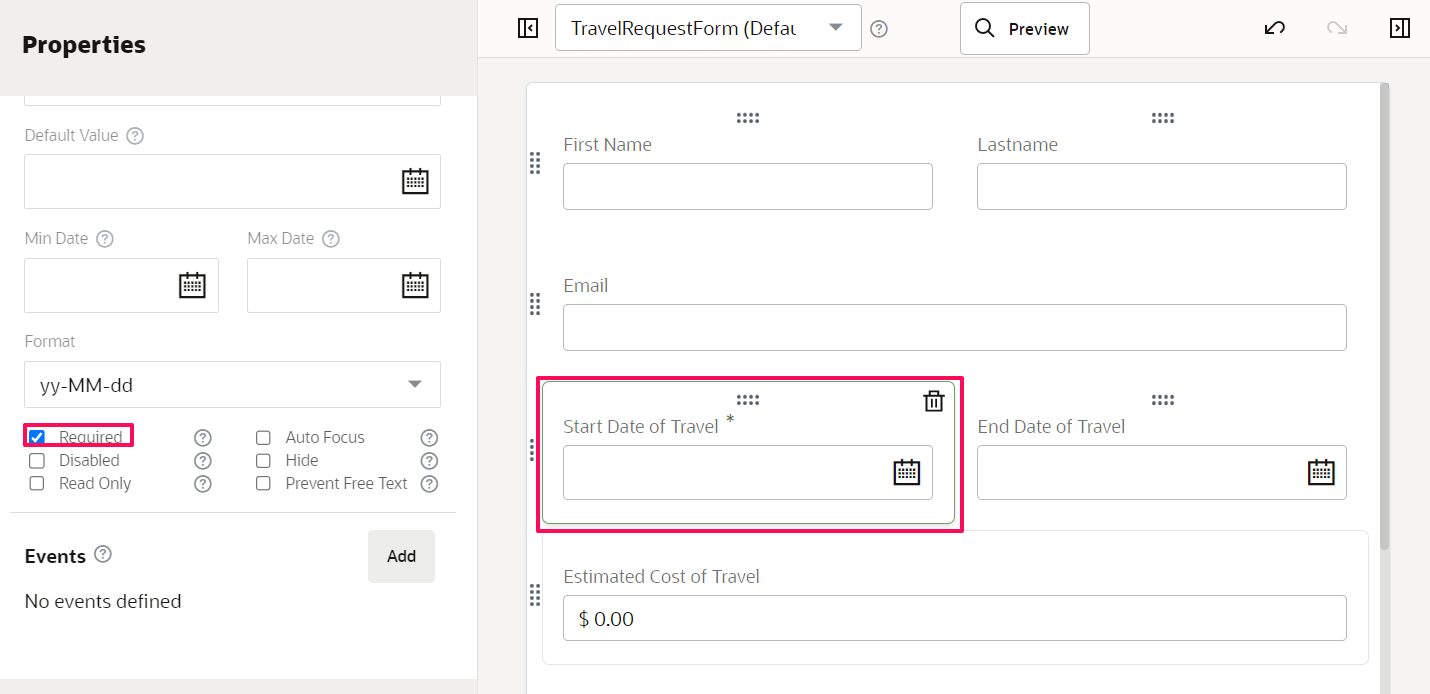 Properties
Default Value
Min Date Max Date
Format
yy-MM-dd
Required Auto Focus
Disabled Hide
Read Only Prevent Free Text
Events Add
No events defined
TravelRequestForm (Defau Preview
First Name Lastname
Email
Start Date of Travel * End Date of Travel
Estimated Cost of Travel
$ 0.00